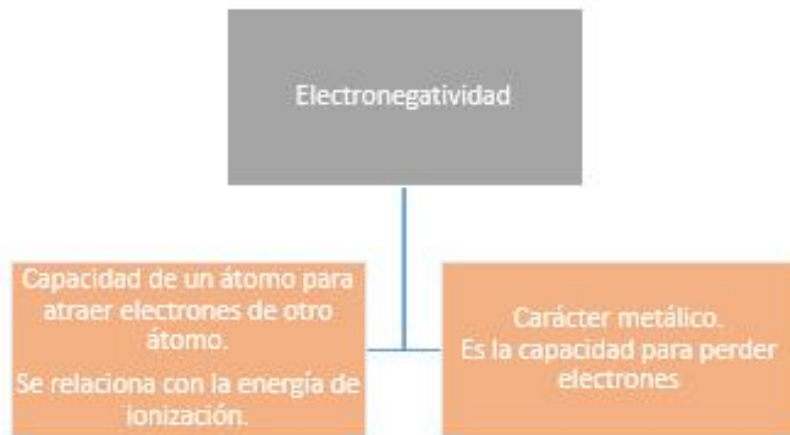 Electronegatividad
Capacidad de un átomo para
atraer electrones de otro
átomo.
Se relaciona con la energía de
ionización.
Carácter metálico.
Es la capacidad para perder
electrones